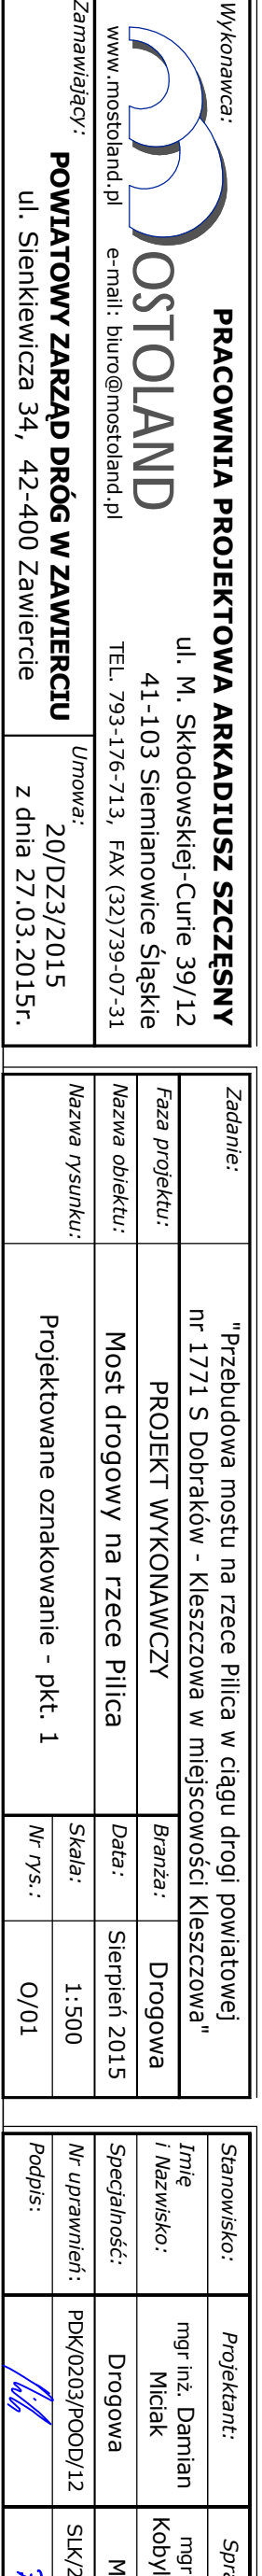 Wykonawca:
PRACOWNIA PROJEKTOWA ARKADIUSZ SZCZĘSNY
OSTOLAND
ul. M. Skłodowskiej-Curie 39/12
41-103 Siemianowice Śląskie
www.mostoland.pl e-mail: biuro@mostoland.pl TEL. 793-176-713, FAX (32)739-07-31
Zamawiający:
POWIATOWY ZARZĄD DRÓG W ZAWIERCIU
ul. Sienkiewicza 34, 42-400 Zawiercie
Umowa:
20/DZ3/2015
z dnia 27.03.2015r.
Zadanie:
"Przebudowa mostu na rzece Pilica w ciągu drogi powiatowej
nr 1771 S Dobraków - Kleszczowa w miejscowości Kleszczowa"
Faza projektu: PROJEKT WYKONAWCZY Branża: Drogowa
Nazwa obiektu: Most drogowy na rzece Pilica Data: Sierpień 2015
Nazwa rysunku: Projektowane oznakowanie - pkt. 1
Skala: 1:500
Nr rys.: O/01
Stanowisko: Projektant: Spra
Imię i Nazwisko: mgr inż. Damian Miciak mgr Kobyl
Specjalność: Drogowa M
Nr uprawnień: PDK/0203/POOD/12 SLK/2
Podpis: